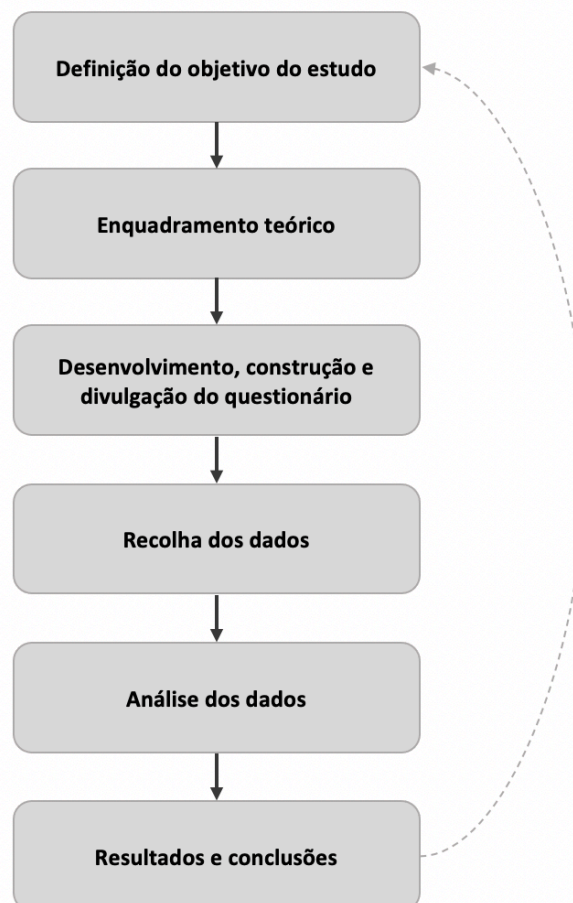 Definição do objetivo do estudo
Enquadramento teórico
Desenvolvimento, construção e
divulgação do questionário
Recolha dos dados
Análise dos dados
Resultados e conclusões